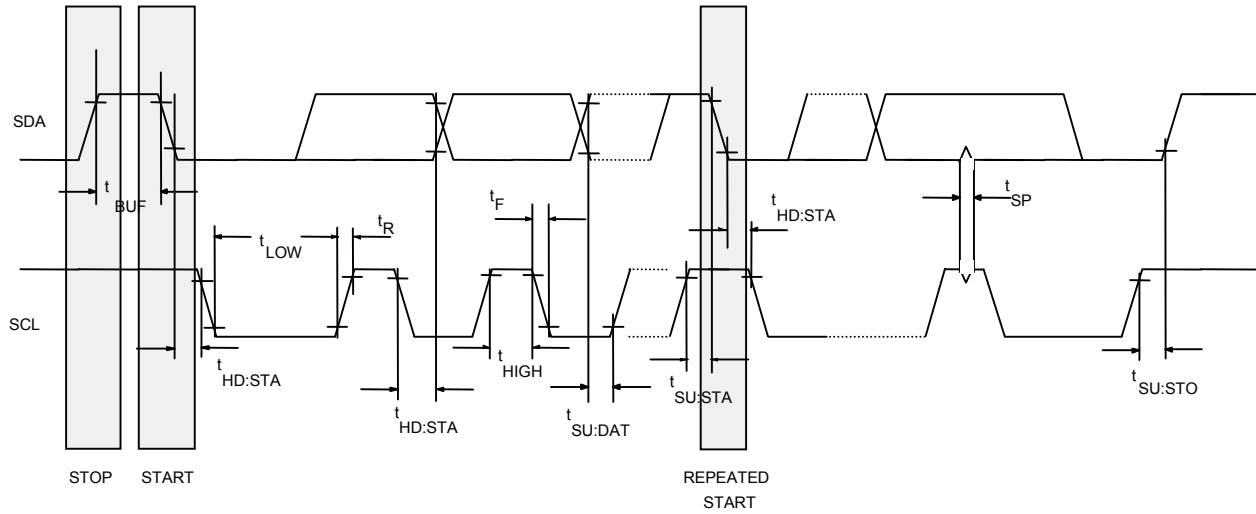 SDA
t BUF
t LOW
t R
t F
t HD:STA
t SP
SCL
t HD:STA
t HD:STA
t HIGH
t SU:DAT
t SU:STA
t SU:STO
STOP
START
REPEATED
START